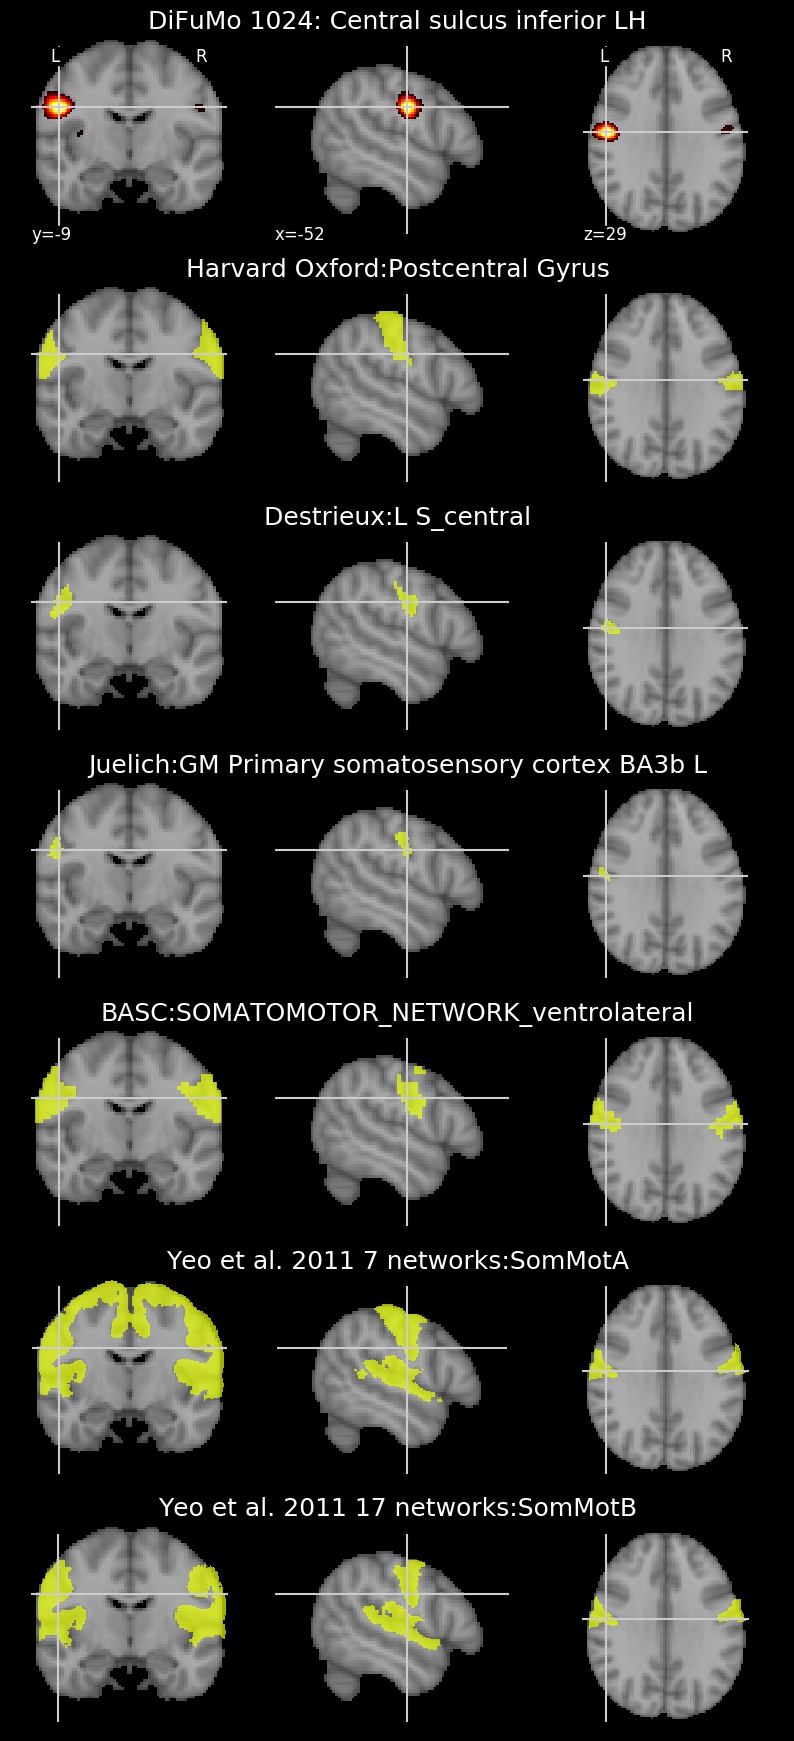 DiFuMo 1024: Central sulcus inferior LH
L R L R
y=-9 x=-52 z=29
Harvard Oxford:Postcentral Gyrus
Destrieux:L S_central
Juelich:GM Primary somatosensory cortex BA3b L
BASC:SOMATOMOTOR_NETWORK_ventrolateral
Yeo et al. 2011 7 networks:SomMotA
Yeo et al. 2011 17 networks:SomMotB